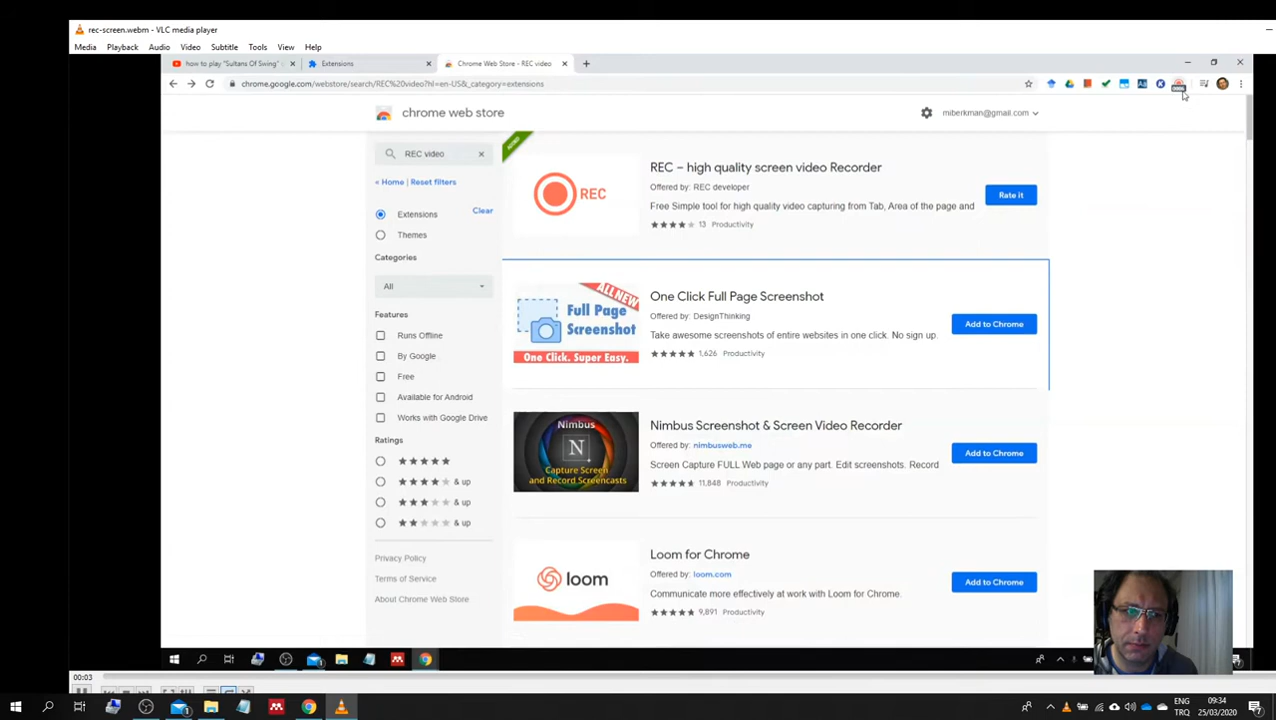 rec-screen.webm - VLC media player
Media Playback Audio Video Subtitle Tools View Help
how to play "Sultans Of Swing"
Extensions
Chrome Web Store - REC video
chrome.google.com/webstore/search/REC%20video?hl=en-US&_category=extensions
chrome web store
miberkman@gmail.com
REC video
« Home | Reset filters
Extensions
Clear
Themes
Categories
All
Features
Runs Offline
By Google
Free
Available for Android
Works with Google Drive
Ratings
& up
& up
& up
Privacy Policy
Terms of Service
About Chrome Web Store
ADDED
REC
REC – high quality screen video Recorder
Offered by: REC developer
Free Simple tool for high quality video capturing from Tab, Area of the page and
13 Productivity
Rate it
ALL NEW
Full Page
Screenshot
One Click. Super Easy.
One Click Full Page Screenshot
Offered by: DesignThinking
Take awesome screenshots of entire websites in one click. No sign up.
1,626 Productivity
Add to Chrome
Nimbus
N
Capture Screen
and Record Screencasts
Nimbus Screenshot & Screen Video Recorder
Offered by: nimbusweb.me
Screen Capture FULL Web page or any part. Edit screenshots. Record
11,848 Productivity
Add to Chrome
loom
Loom for Chrome
Offered by: loom.com
Communicate more effectively at work with Loom for Chrome.
9,891 Productivity
Add to Chrome
00:03
ENG
TRQ
09:34
25/03/2020